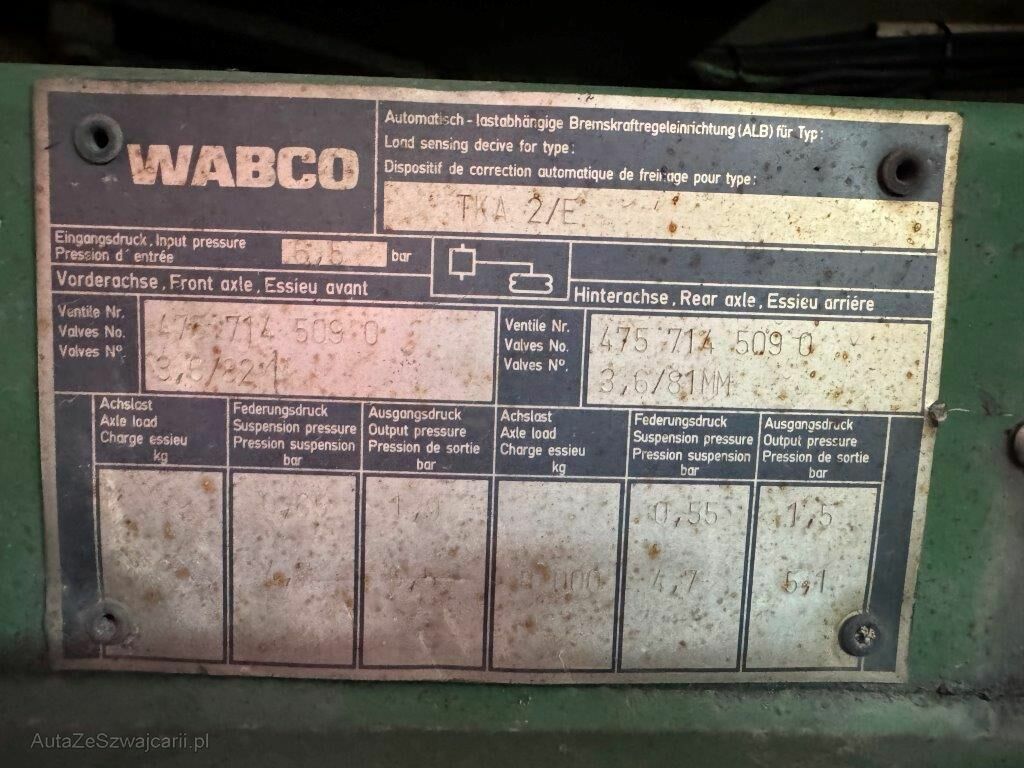 WABCO
Automatisch - lastabhängige Bremskraftregeleinrichtung (ALB) für Typ:
Load sensing decive for type:
Dispositif de correction automatique de freinage pour type:
TKA 2/E
Eingangsdruck, Input pressure
Pression d'entrée
6,5 bar
Vorderachse, Front axle, Essieu avant
Hinterachse, Rear axle, Essieu arriére
Ventile Nr.
Valves No.
Valves N°
475 714 509 0
Ventile Nr.
Valves No.
Valves N°.
475 714 509 0
3,6/81MM
Achslast
Axle load
Charge essieu
kg
Federungsdruck
Suspension pressure
Pression suspension
bar
Ausgangsdruck
Output pressure
Pression de sortie
bar
Achslast
Axle load
Charge essieu
kg
Federungsdruck
Suspension pressure
Pression suspension
bar
Ausgangsdruck
Output pressure
Pression de sortie
bar
0,55
1,5
4,7
5,1
AutaZeSzwajcarii.pl